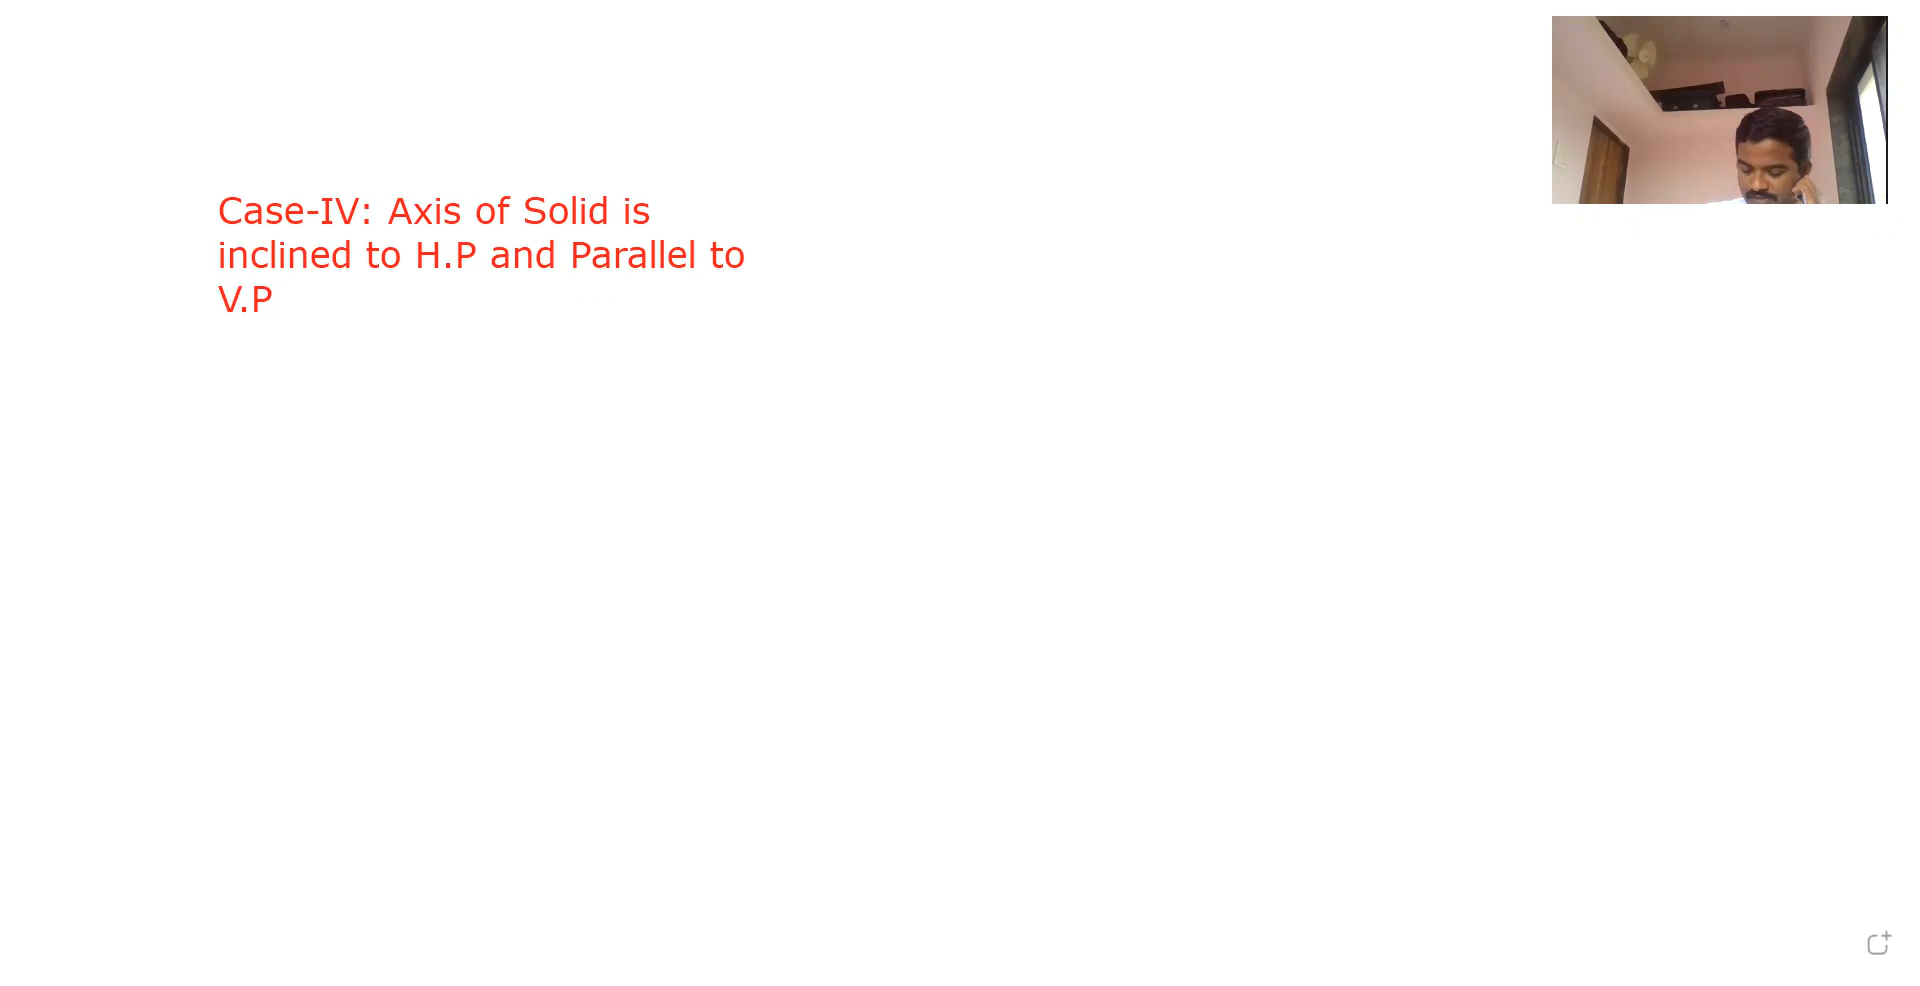 Case-IV: Axis of Solid is
inclined to H.P and Parallel to
V.P